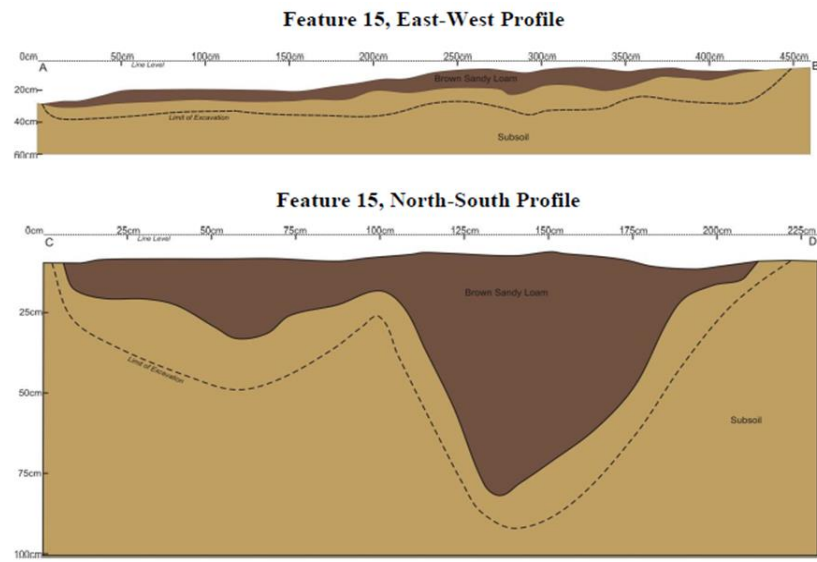 Feature 15, East-West Profile
0cm 50cm 100cm 150cm 200cm 250cm 300cm 350cm 400cm 450cm
A Line Level B
Brown Sandy Loam
20cm
Limit of Excavation
40cm
Subsoil
60cm
Feature 15, North-South Profile
0cm 25cm 50cm 75cm 100cm 125cm 150cm 175cm 200cm 225cm
C Line Level D
Brown Sandy Loam
25cm
Limit of Excavation
50cm
Subsoil
75cm
100cm